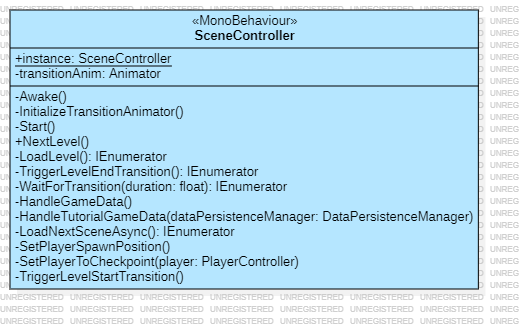 «MonoBehaviour»
SceneController
+instance: SceneController
-transitionAnim: Animator
-Awake()
-InitializeTransitionAnimator()
-Start()
+NextLevel()
-LoadLevel(): IEnumerator
-TriggerLevelEndTransition(): IEnumerator
-WaitForTransition(duration: float): IEnumerator
-HandleGameData()
-HandleTutorialGameData(dataPersistenceManager: DataPersistenceManager)
-LoadNextSceneAsync(): IEnumerator
-SetPlayerSpawnPosition()
-SetPlayerToCheckpoint(player: PlayerController)
-TriggerLevelStartTransition()
UNREGISTERED UNREGISTERED UNREGISTERED UNREGISTERED UNREGISTERED UNREGISTERED UNREGISTERED
UNREGISTERED UNREGISTERED UNREGISTERED UNREGISTERED UNREGISTERED UNREGISTERED UNREGISTERED
UNREGISTERED UNREGISTERED UNREGISTERED UNREGISTERED UNREGISTERED UNREGISTERED UNREGISTERED